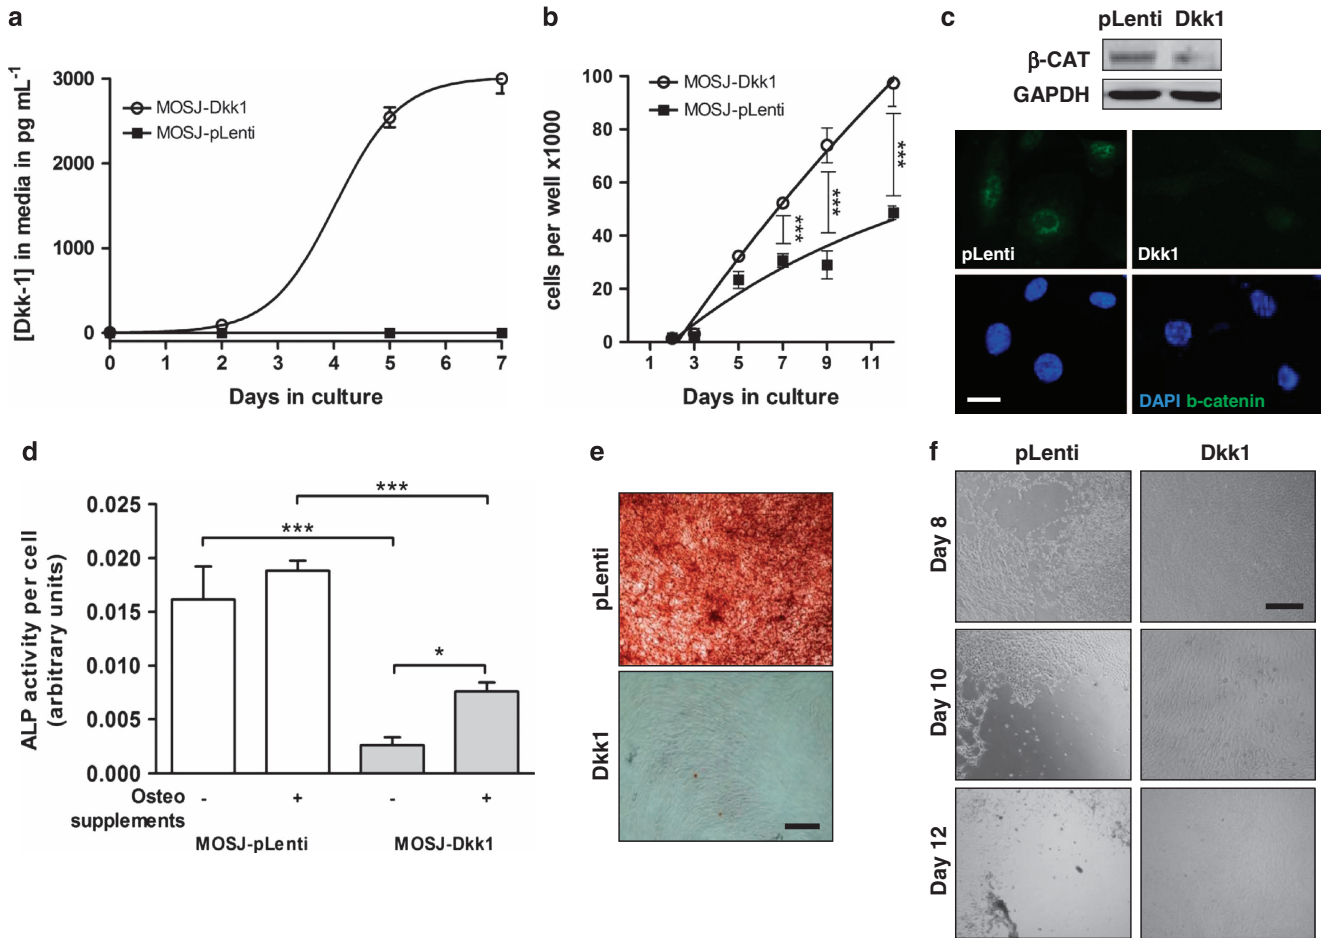 a
[Dkk-1] in media in pg mL-1
3000
2000
1000
0
MOSJ-Dkk1
MOSJ-pLenti
0 1 2 3 4 5 6 7
Days in culture
b
cells per well x1000
100
80
60
40
20
0
MOSJ-Dkk1
MOSJ-pLenti
***
***
***
1 3 5 7 9 11
Days in culture
c
pLenti Dkk1
β-CAT
GAPDH
pLenti
Dkk1
DAPI b-catenin
d
ALP activity per cell
(arbitrary units)
0.025
0.020
0.015
0.010
0.005
0.000
***
***
*
Osteo - + - +
supplements
MOSJ-pLenti MOSJ-Dkk1
e
pLenti
Dkk1
f
pLenti Dkk1
Day 8
Day 10
Day 12